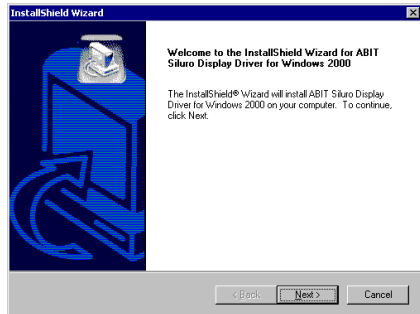 InstallShield Wizard
Welcome to the InstallShield Wizard for ABIT
Siluro Display Driver for Windows 2000
The InstallShield® Wizard will install ABIT Siluro Display
Driver for Windows 2000 on your computer. To continue,
click Next.
< Back Next > Cancel